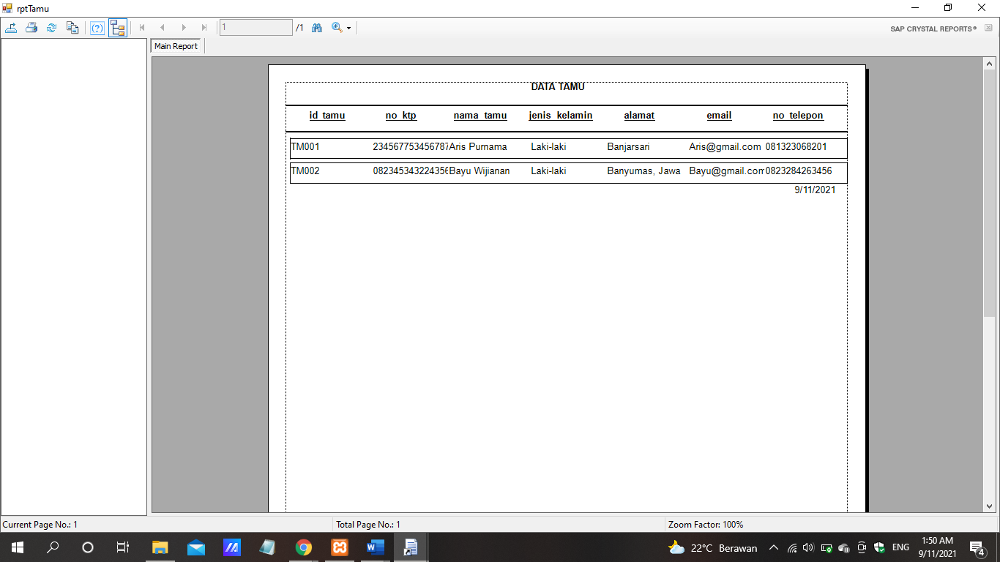 rptTamu
1 /1 SAP CRYSTAL REPORTS®
Main Report
DATA TAMU
id_tamu no_ktp nama_tamu jenis_kelamin alamat email no_telepon
TM001 234567753456787 Aris Purnama Laki-laki Banjarsari Aris@gmail.com 081323068201
TM002 082345343224356 Bayu Wijianan Laki-laki Banyumas, Jawa Bayu@gmail.com 0823284263456
9/11/2021
Current Page No.: 1 Total Page No.: 1 Zoom Factor: 100%
22°C Berawan ENG 1:50 AM
9/11/2021 4